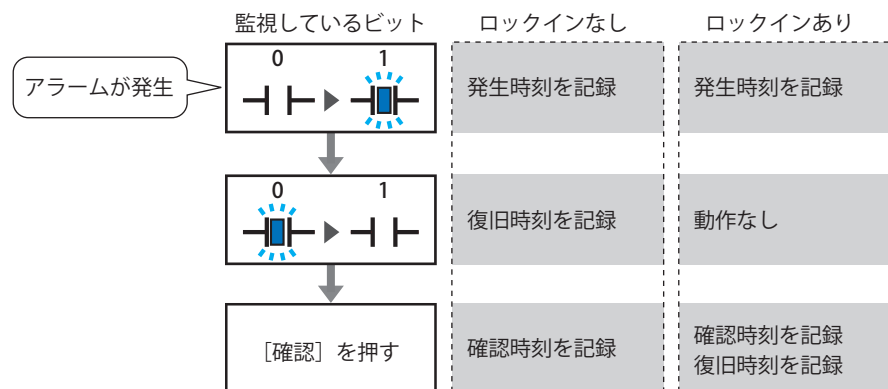 監視しているビット ロックインなし ロックインあり
0 1
アラームが発生 発生時刻を記録 発生時刻を記録
0 1
復旧時刻を記録 動作なし
［確認］を押す 確認時刻を記録 確認時刻を記録
復旧時刻を記録